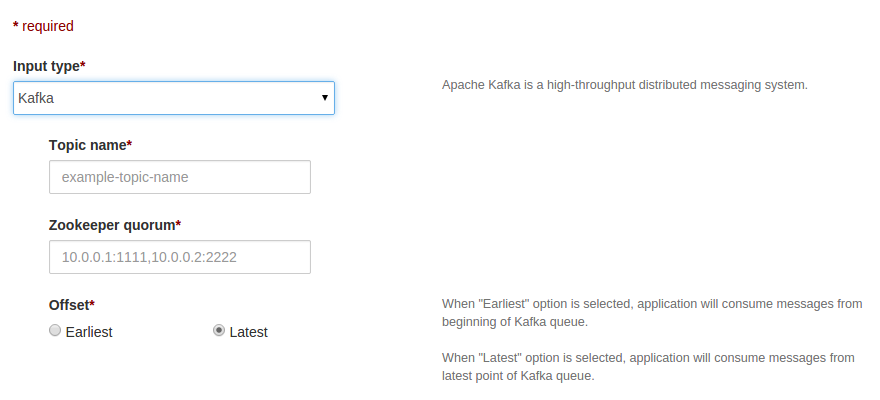 * required
Input type*
Kafka
Apache Kafka is a high-throughput distributed messaging system.
Topic name*
example-topic-name
Zookeeper quorum*
10.0.0.1:1111,10.0.0.2:2222
Offset*
Earliest
Latest
When "Earliest" option is selected, application will consume messages from
beginning of Kafka queue.
When "Latest" option is selected, application will consume messages from
latest point of Kafka queue.